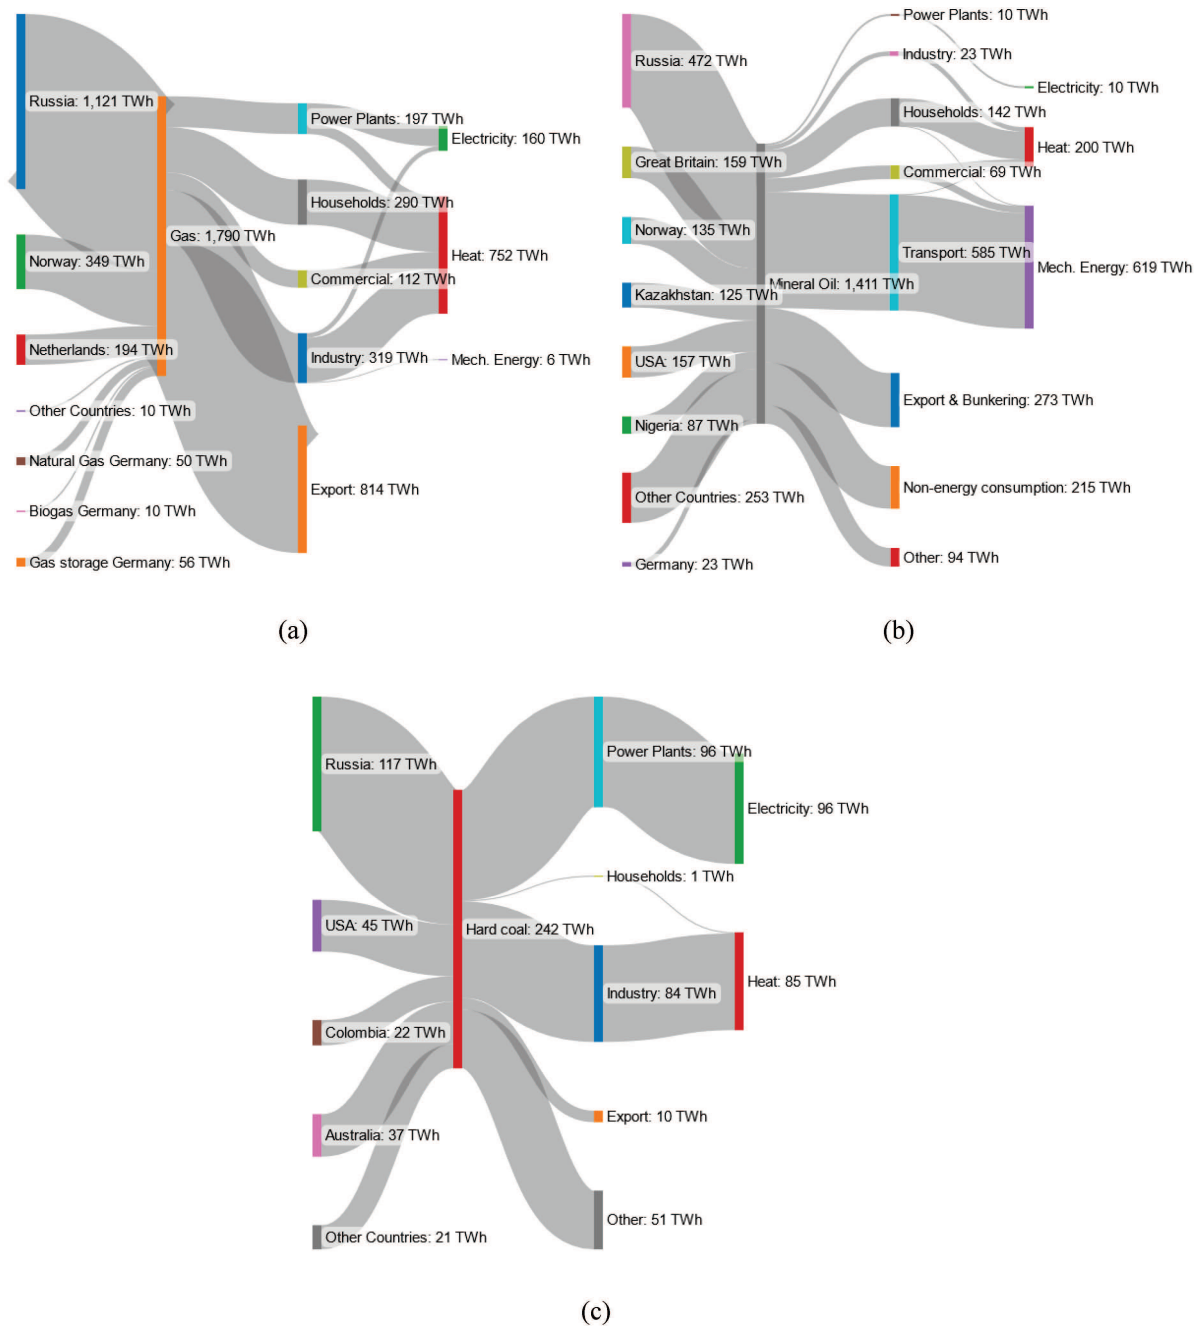 Russia: 1,121 TWh
Norway: 349 TWh
Netherlands: 194 TWh
Other Countries: 10 TWh
Natural Gas Germany: 50 TWh
Biogas Germany: 10 TWh
Gas storage Germany: 56 TWh
Gas: 1,790 TWh
Power Plants: 197 TWh
Households: 290 TWh
Commercial: 112 TWh
Industry: 319 TWh
Export: 814 TWh
Electricity: 160 TWh
Heat: 752 TWh
Mech. Energy: 6 TWh
(a)
Russia: 472 TWh
Great Britain: 159 TWh
Norway: 135 TWh
Kazakhstan: 125 TWh
USA: 157 TWh
Nigeria: 87 TWh
Other Countries: 253 TWh
Germany: 23 TWh
Mineral Oil: 1,411 TWh
Power Plants: 10 TWh
Industry: 23 TWh
Households: 142 TWh
Commercial: 69 TWh
Transport: 585 TWh
Export & Bunkering: 273 TWh
Non-energy consumption: 215 TWh
Other: 94 TWh
Electricity: 10 TWh
Heat: 200 TWh
Mech. Energy: 619 TWh
(b)
Russia: 117 TWh
USA: 45 TWh
Colombia: 22 TWh
Australia: 37 TWh
Other Countries: 21 TWh
Hard coal: 242 TWh
Power Plants: 96 TWh
Households: 1 TWh
Industry: 84 TWh
Export: 10 TWh
Other: 51 TWh
Electricity: 96 TWh
Heat: 85 TWh
(c)